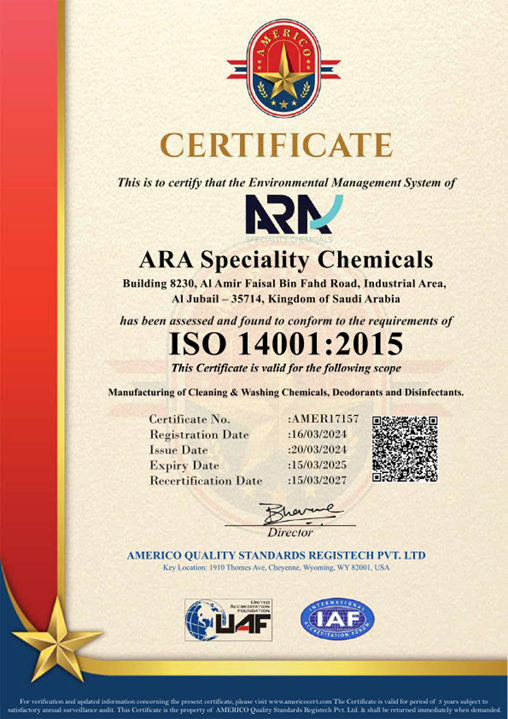 AMERICO
CERTIFICATE
This is to certify that the Environmental Management System of
ARA
SPECIALITY CHEMICALS
ARA Speciality Chemicals
Building 8230, Al Amir Faisal Bin Fahd Road, Industrial Area,
Al Jubail – 35714, Kingdom of Saudi Arabia
has been assessed and found to conform to the requirements of
ISO 14001:2015
This Certificate is valid for the following scope
Manufacturing of Cleaning & Washing Chemicals, Deodorants and Disinfectants.
Certificate No. :AMER17157
Registration Date :16/03/2024
Issue Date :20/03/2024
Expiry Date :15/03/2025
Recertification Date :15/03/2027
Director
AMERICO QUALITY STANDARDS REGISTECH PVT. LTD
Key Location: 1910 Thomes Ave, Cheyenne, Wyoming, WY 82001, USA
UNITED
ACCREDITATION
FOUNDATION
UAF
INTERNATIONAL
IAF
ACCREDITATION FORUM
For verification and updated information concerning the present certificate, please visit www.americocert.com The Certificate is valid for period of 3 years subject to
satisfactory annual surveillance audit. This Certificate is the property of AMERICO Quality Standards Registech Pvt. Ltd. & shall be returned immediately when demanded.